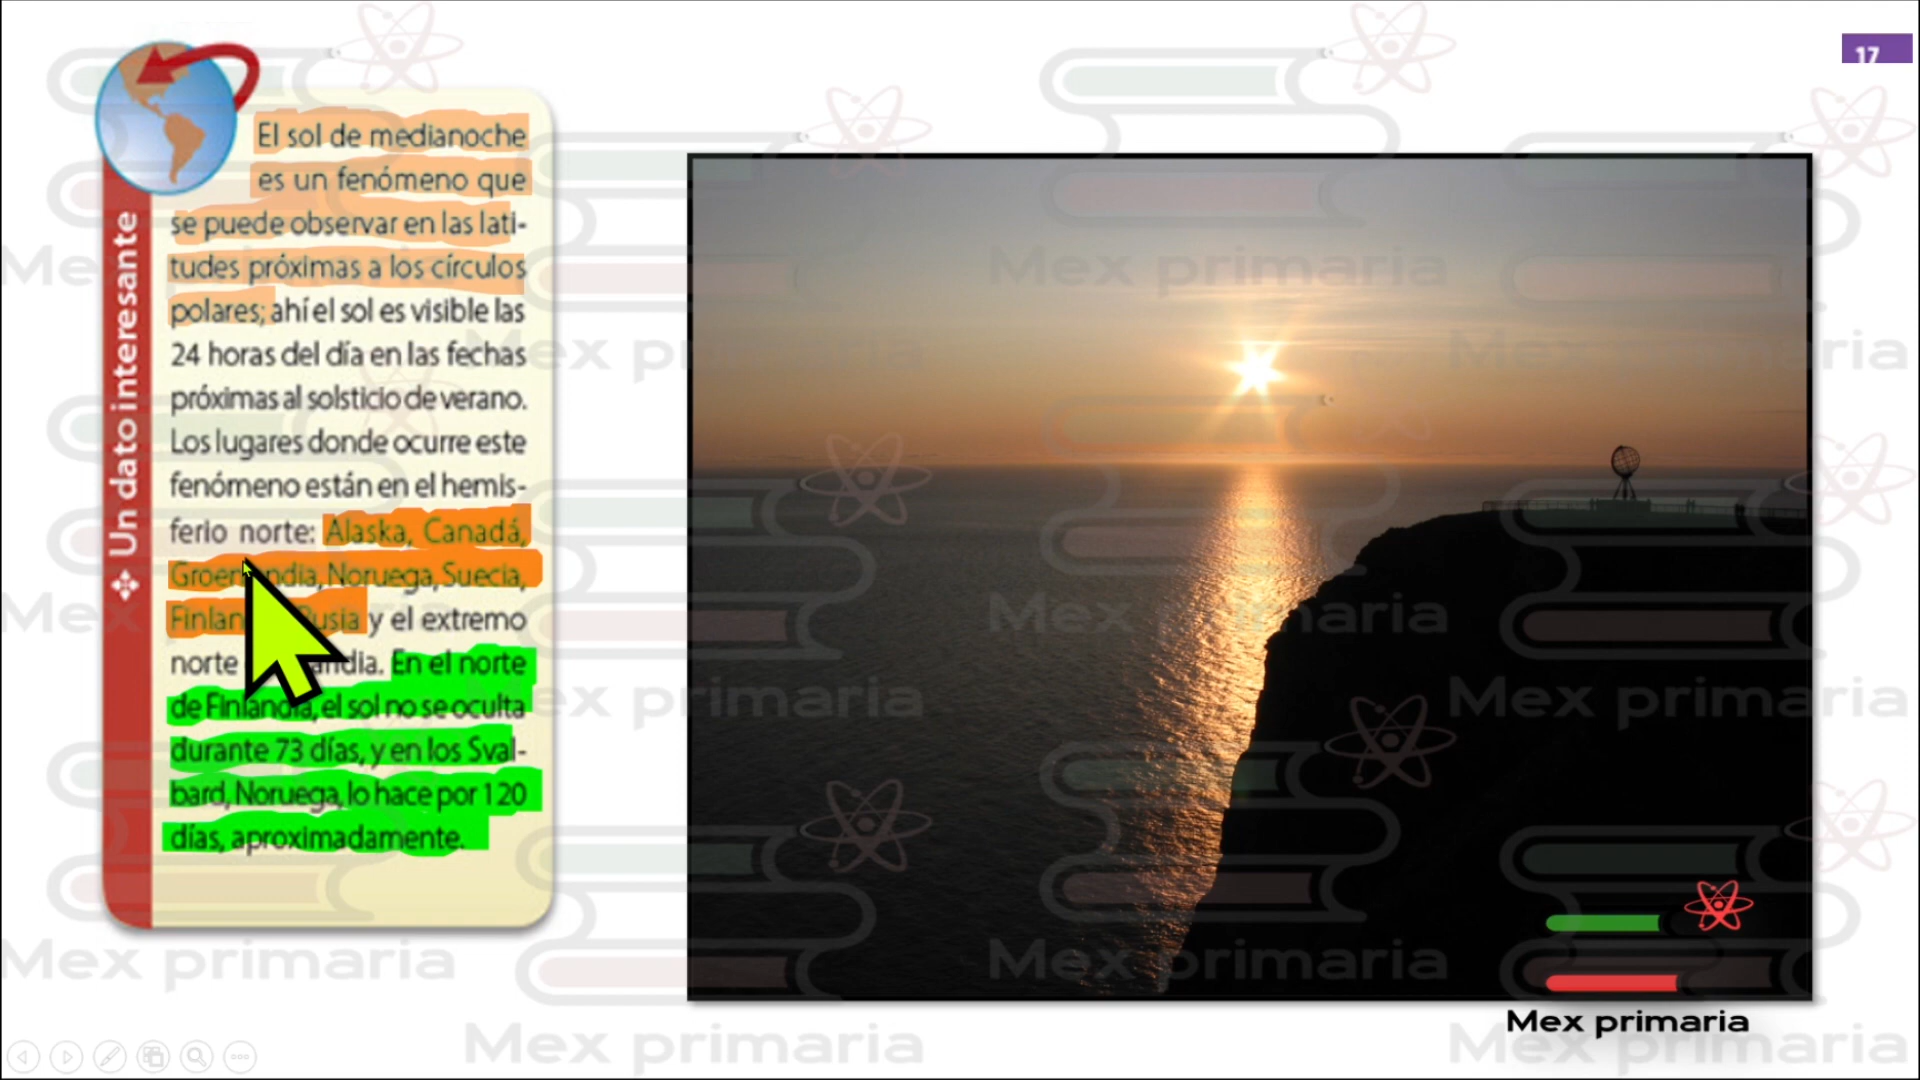 17
Un dato interesante
El sol de medianoche
es un fenómeno que
se puede observar en las lati-
tudes próximas a los círculos
polares; ahí el sol es visible las
24 horas del día en las fechas
próximas al solsticio de verano.
Los lugares donde ocurre este
fenómeno están en el hemis-
ferio norte: Alaska, Canadá,
Groenlandia, Noruega, Suecia,
Rusia y el extremo
norte En el norte
de Finlandia, el sol no se oculta
durante 73 días, y en los Sval-
bard, Noruega, lo hace por 120
días, aproximadamente.
Mex primaria